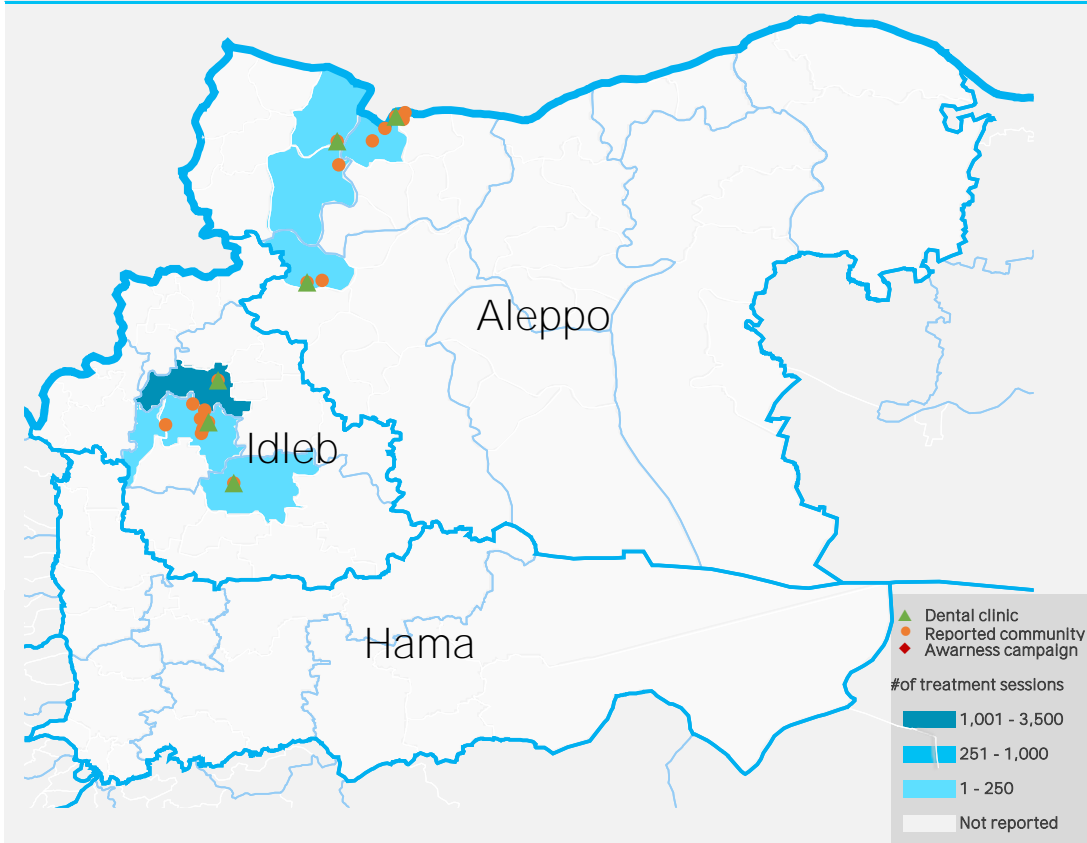 Aleppo
Idleb
Hama
Dental clinic
Reported community
Awarness campaign
#of treatment sessions
1,001 - 3,500
251 - 1,000
1 - 250
Not reported